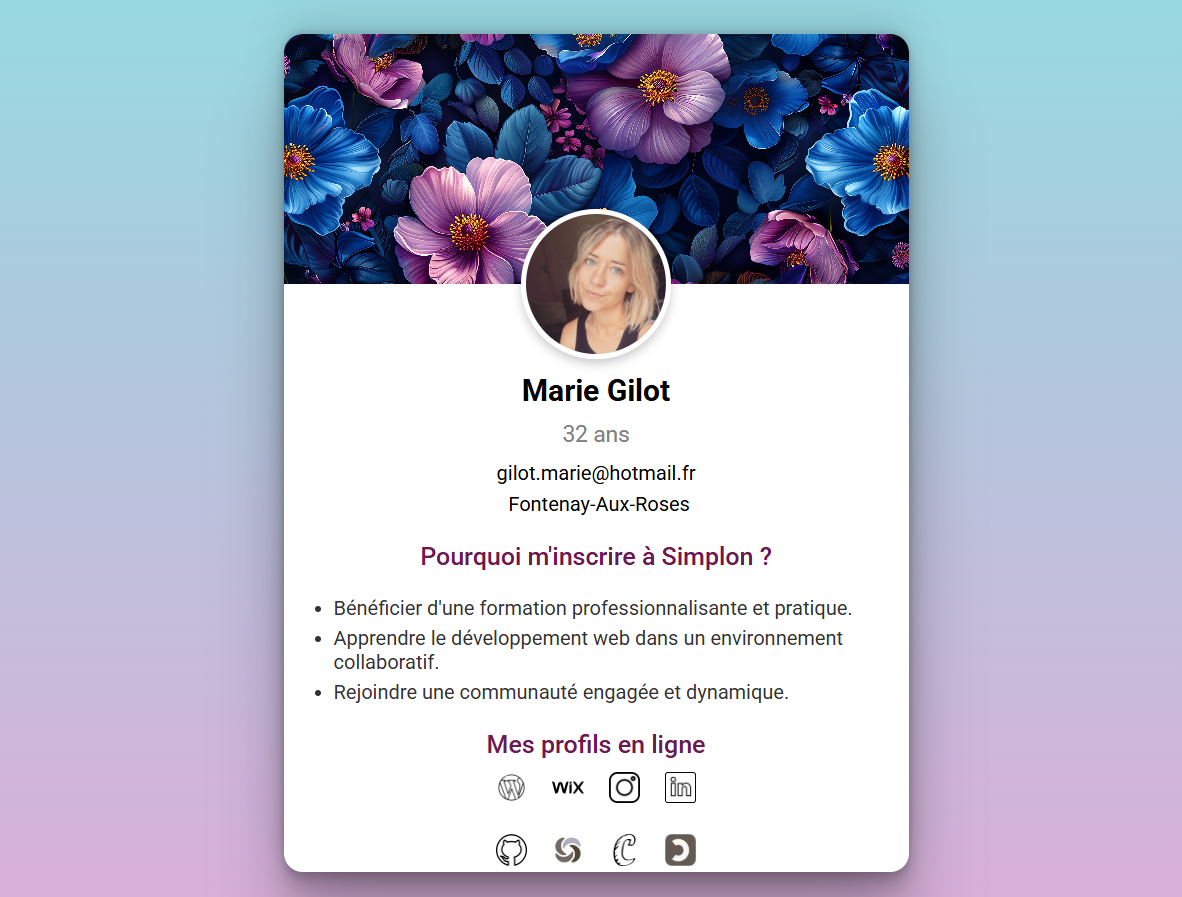 Marie Gilot
32 ans
gilot.marie@hotmail.fr
Fontenay-Aux-Roses
Pourquoi m'inscrire à Simplon ?
Bénéficier d'une formation professionnalisante et pratique.
Apprendre le développement web dans un environnement
collaboratif.
Rejoindre une communauté engagée et dynamique.
Mes profils en ligne
WiX
in